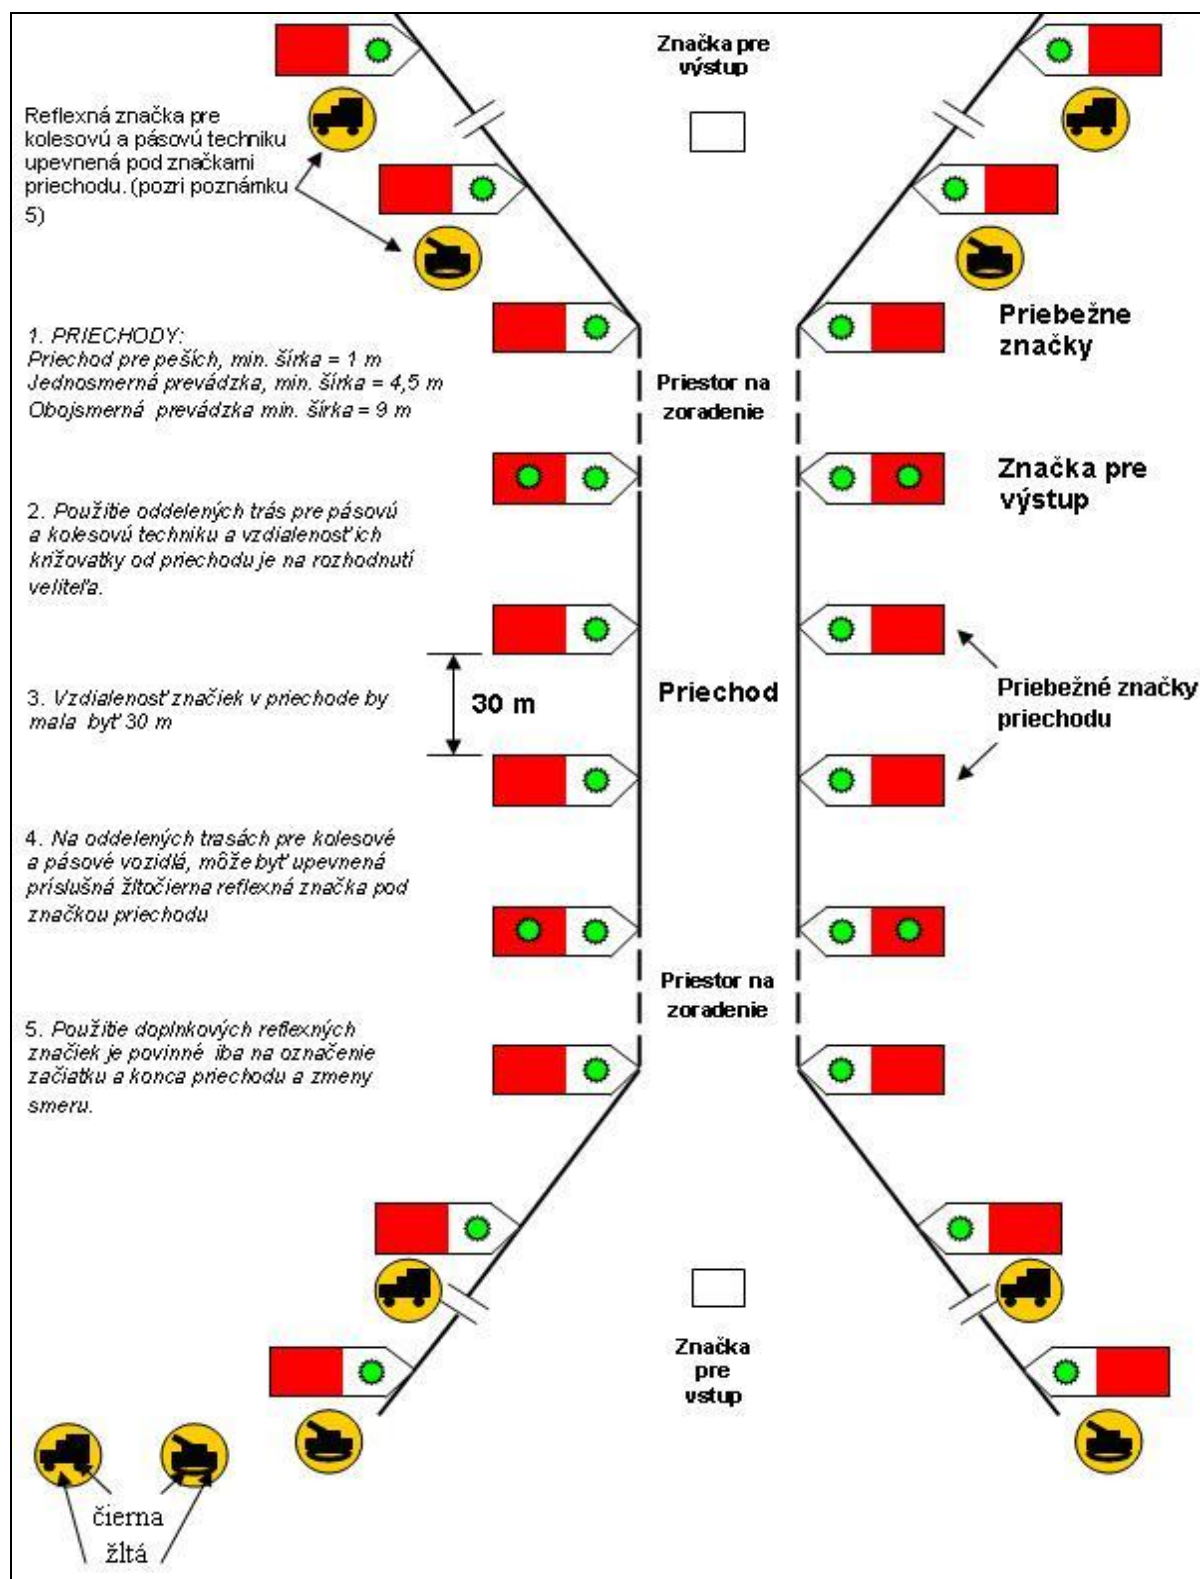 Značka pre
výstup
Reflexná značka pre
kolesovú a pásovú techniku
upevnená pod značkami
priechodu. (pozri poznámku
5)
1. PRIECHODY:
Priechod pre peších, min. šírka = 1 m
Jednosmerná prevádzka, min. šírka = 4,5 m
Obojsmerná prevádzka min. šírka = 9 m
Priebežne
značky
Priestor na
zoradenie
Značka pre
výstup
2. Použitie oddelených trás pre pásovú
a kolesovú techniku a vzdialenosť ich
križovatky od priechodu je na rozhodnutí
veliteľa.
3. Vzdialenosť značiek v priechode by
mala byť 30 m
30 m
Priechod
Priebežné značky
priechodu
4. Na oddelených trasách pre kolesové
a pásové vozidlá, môže byť upevnená
príslušná žltočierna reflexná značka pod
značkou priechodu
Priestor na
zoradenie
5. Použitie doplnkových reflexných
značiek je povinné iba na označenie
začiatku a konca priechodu a zmeny
smeru.
Značka
pre
vstup
čierna
žltá